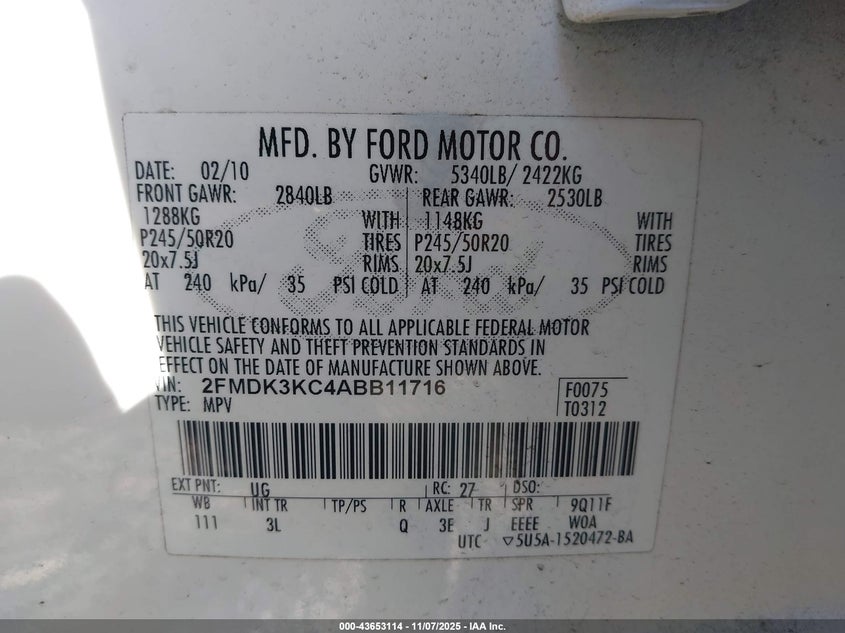 MFD. BY FORD MOTOR CO.
DATE: 02/10 GVWR: 5340LB/ 2422KG
FRONT GAWR: 2840LB REAR GAWR: 2530LB
1288KG WITH 1148KG WITH
P245/50R20 TIRES P245/50R20 TIRES
20x7.5J RIMS 20x7.5J RIMS
AT 240 kPa/ 35 PSI COLD AT 240 kPa/ 35 PSI COLD
THIS VEHICLE CONFORMS TO ALL APPLICABLE FEDERAL MOTOR
VEHICLE SAFETY AND THEFT PREVENTION STANDARDS IN
EFFECT ON THE DATE OF MANUFACTURE SHOWN ABOVE.
VIN: 2FMDK3KC4ABB11716 F0075
TYPE: MPV T0312
EXT PNT: UG RC: 27 DSO:
WB INT TR TP/PS R AXLE TR SPR 9Q11F
111 3L Q 3E J EEEE WOA
UTC ▽5U5A-1520472-BA
000-43653114 - 11/07/2025 - IAA Inc.